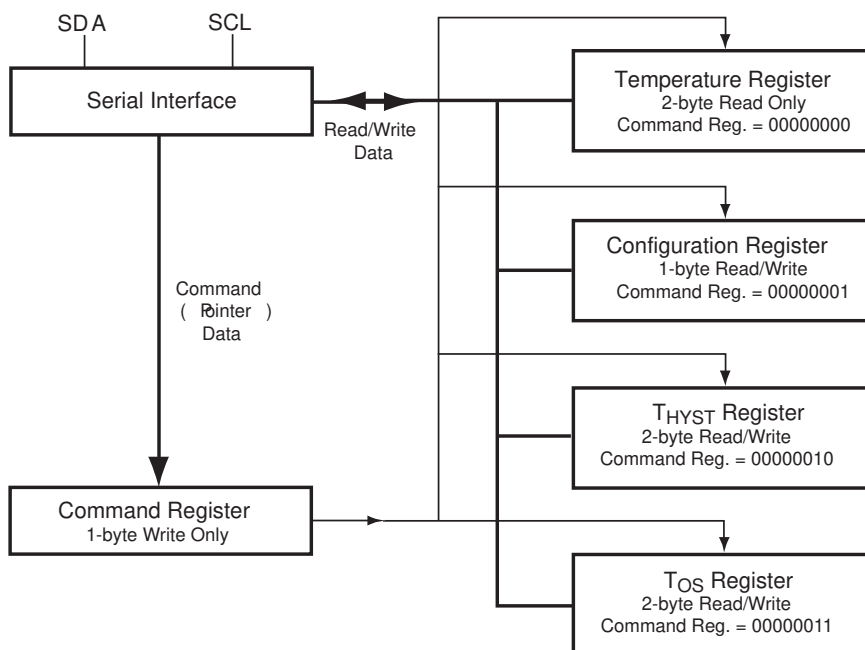 SDA
SCL
Serial Interface
Read/Write
Data
Command
( Pointer )
Data
Command Register
1-byte Write Only
Temperature Register
2-byte Read Only
Command Reg. = 00000000
Configuration Register
1-byte Read/Write
Command Reg. = 00000001
THYST Register
2-byte Read/Write
Command Reg. = 00000010
TOS Register
2-byte Read/Write
Command Reg. = 00000011